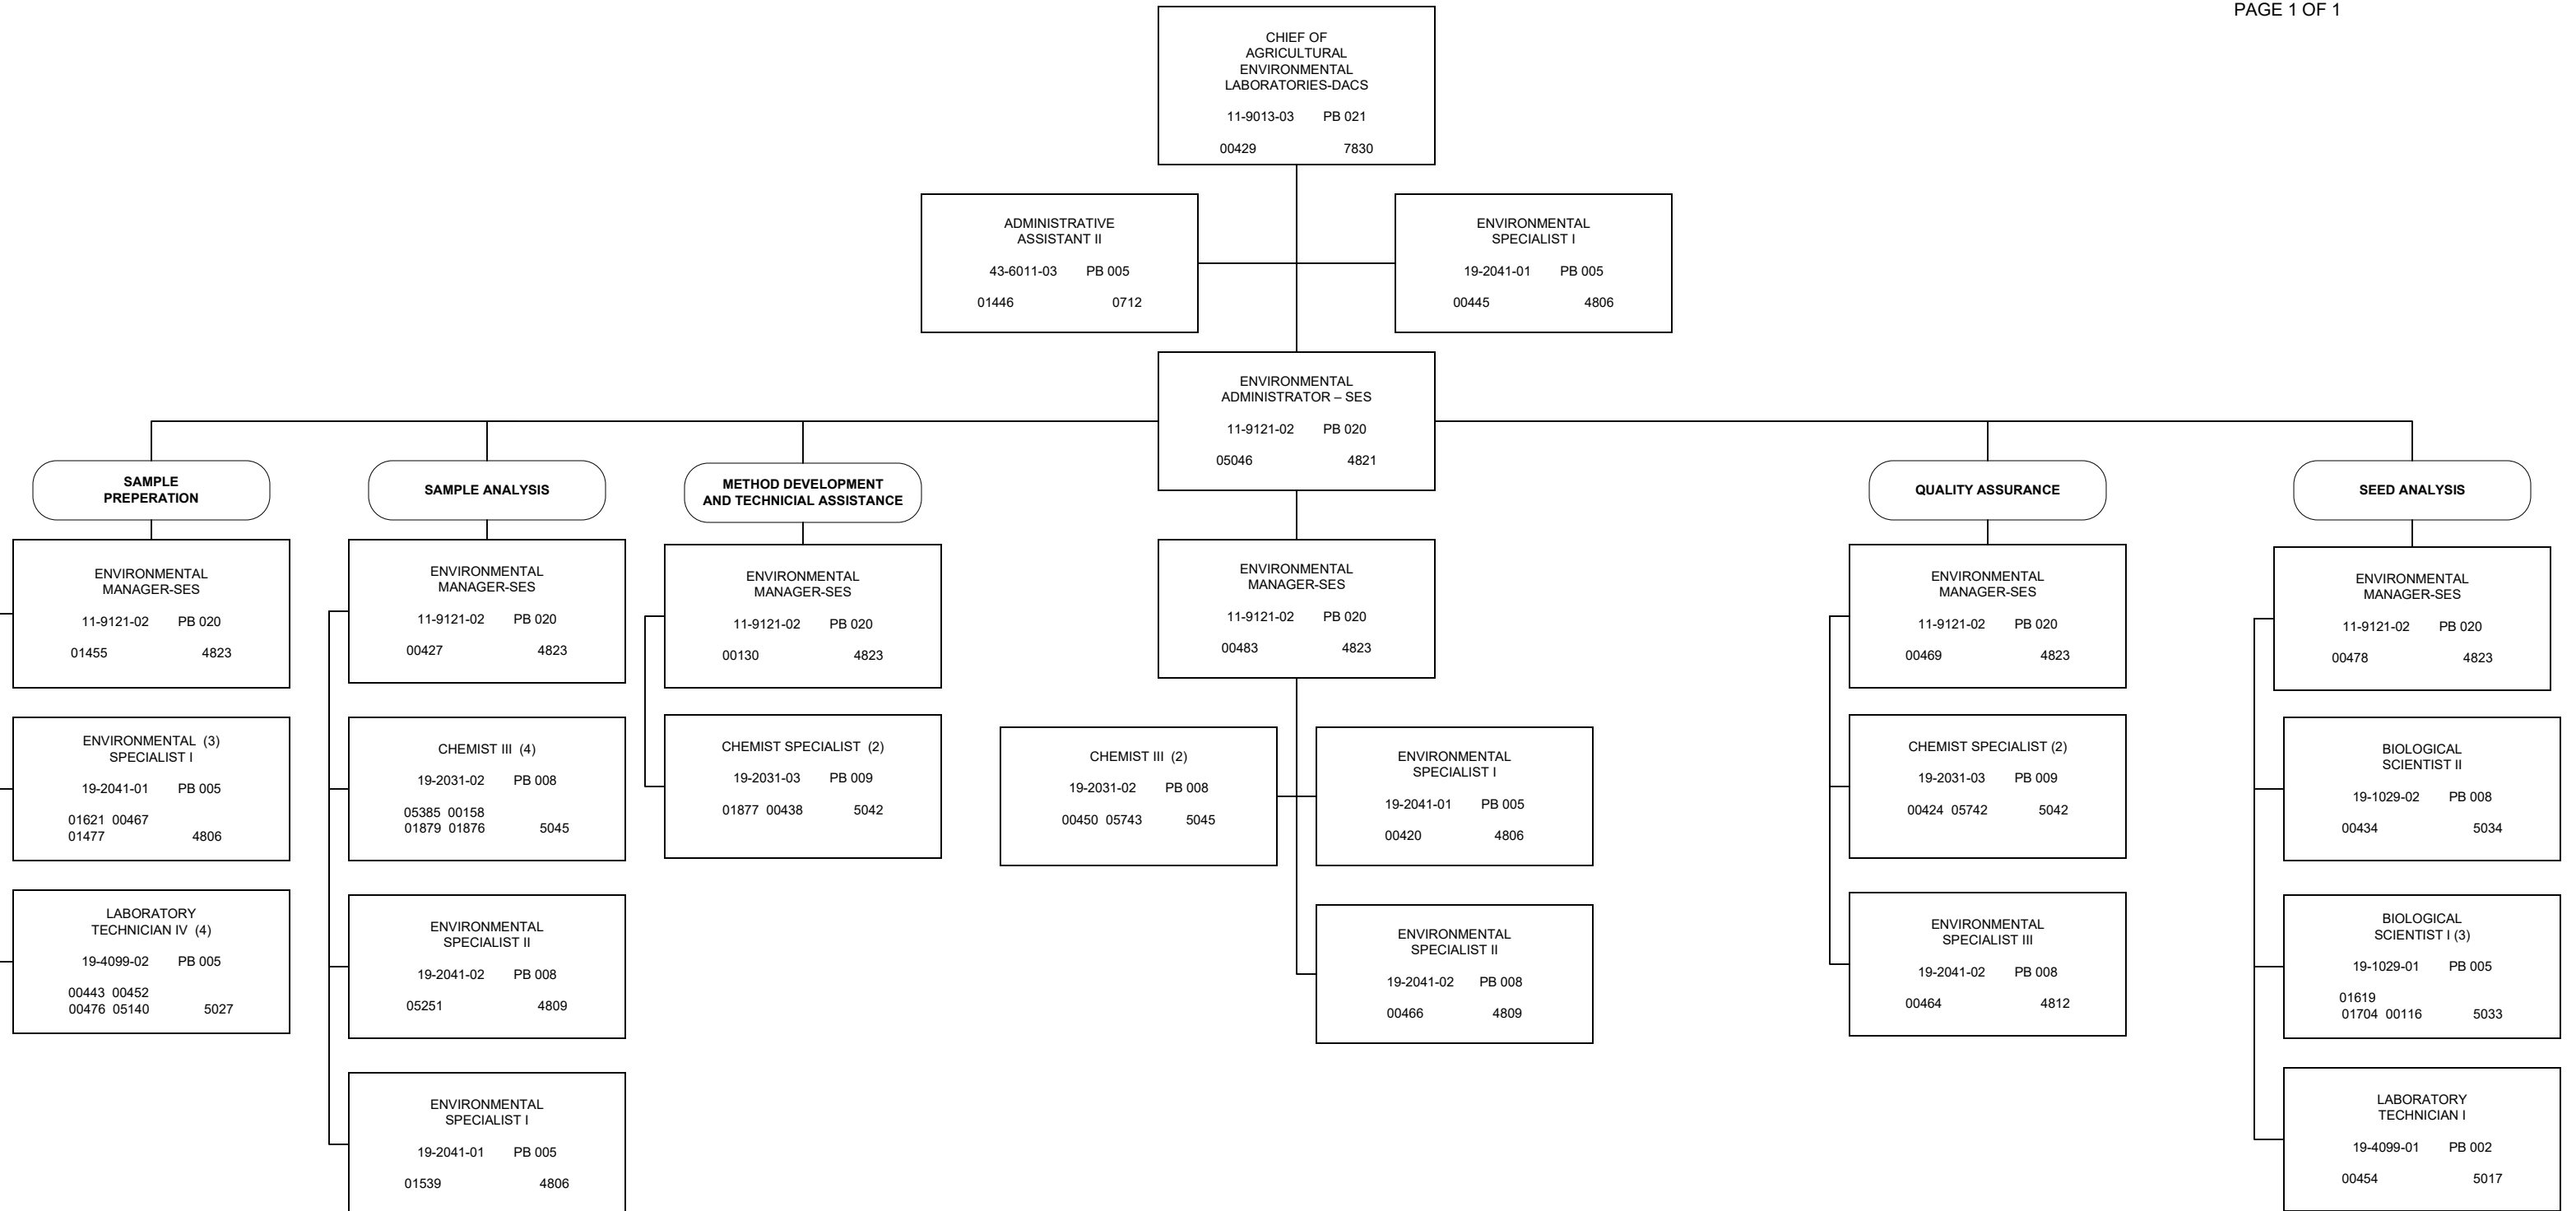 PAGE 1 OF 1
CHIEF OF
AGRICULTURAL
ENVIRONMENTAL
LABORATORIES-DACS
11-9013-03 PB 021
00429 7830
ADMINISTRATIVE
ASSISTANT II
43-6011-03 PB 005
01446 0712
ENVIRONMENTAL
SPECIALIST I
19-2041-01 PB 005
00445 4806
ENVIRONMENTAL
ADMINISTRATOR – SES
11-9121-02 PB 020
05046 4821
SAMPLE
PREPERATION
ENVIRONMENTAL
MANAGER-SES
11-9121-02 PB 020
01455 4823
ENVIRONMENTAL (3)
SPECIALIST I
19-2041-01 PB 005
01621 00467
01477 4806
LABORATORY
TECHNICIAN IV (4)
19-4099-02 PB 005
00443 00452
00476 05140 5027
SAMPLE ANALYSIS
ENVIRONMENTAL
MANAGER-SES
11-9121-02 PB 020
00427 4823
CHEMIST III (4)
19-2031-02 PB 008
05385 00158
01879 01876 5045
ENVIRONMENTAL
SPECIALIST II
19-2041-02 PB 008
05251 4809
ENVIRONMENTAL
SPECIALIST I
19-2041-01 PB 005
01539 4806
METHOD DEVELOPMENT
AND TECHNICIAL ASSISTANCE
ENVIRONMENTAL
MANAGER-SES
11-9121-02 PB 020
00130 4823
CHEMIST SPECIALIST (2)
19-2031-03 PB 009
01877 00438 5042
ENVIRONMENTAL
MANAGER-SES
11-9121-02 PB 020
00483 4823
CHEMIST III (2)
19-2031-02 PB 008
00450 05743 5045
ENVIRONMENTAL
SPECIALIST I
19-2041-01 PB 005
00420 4806
ENVIRONMENTAL
SPECIALIST II
19-2041-02 PB 008
00466 4809
QUALITY ASSURANCE
ENVIRONMENTAL
MANAGER-SES
11-9121-02 PB 020
00469 4823
CHEMIST SPECIALIST (2)
19-2031-03 PB 009
00424 05742 5042
ENVIRONMENTAL
SPECIALIST III
19-2041-02 PB 008
00464 4812
SEED ANALYSIS
ENVIRONMENTAL
MANAGER-SES
11-9121-02 PB 020
00478 4823
BIOLOGICAL
SCIENTIST II
19-1029-02 PB 008
00434 5034
BIOLOGICAL
SCIENTIST I (3)
19-1029-01 PB 005
01619
01704 00116 5033
LABORATORY
TECHNICIAN I
19-4099-01 PB 002
00454 5017